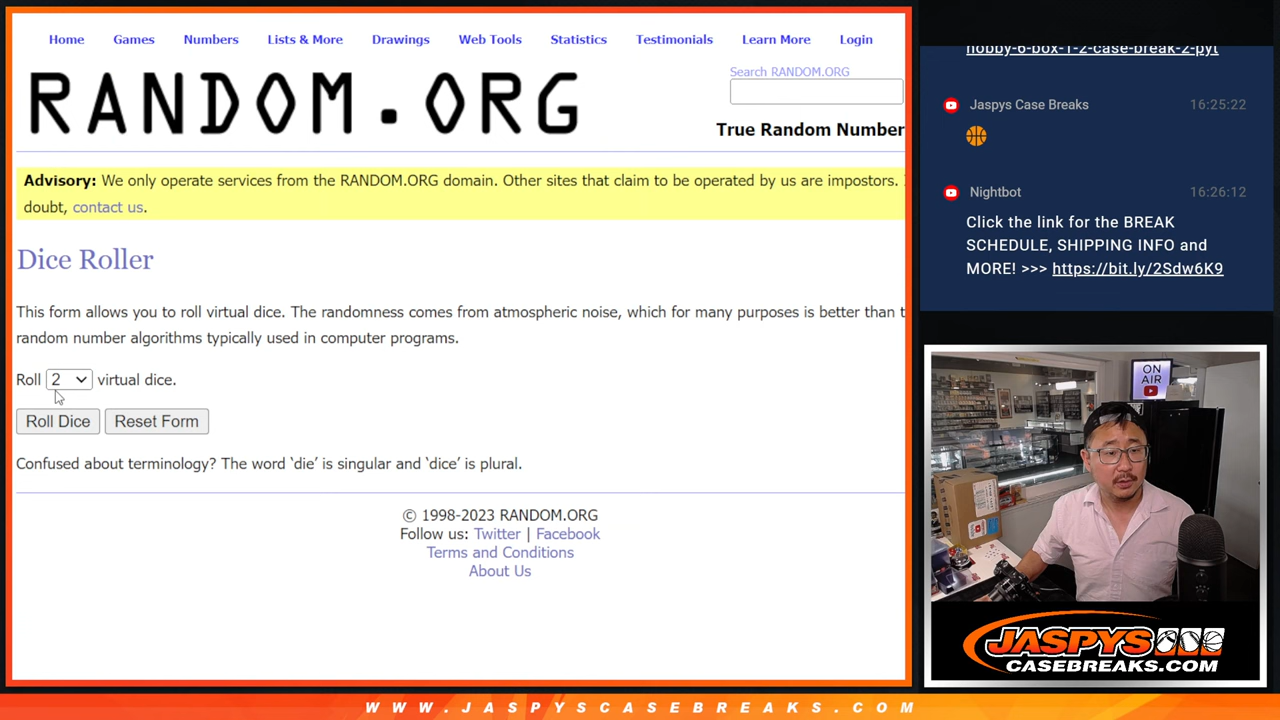 Home Games Numbers Lists & More Drawings Web Tools Statistics Testimonials Learn More Login
RANDOM.ORG
Search RANDOM.ORG
True Random Number
Advisory: We only operate services from the RANDOM.ORG domain. Other sites that claim to be operated by us are impostors.
doubt, contact us.
Dice Roller
This form allows you to roll virtual dice. The randomness comes from atmospheric noise, which for many purposes is better than t
random number algorithms typically used in computer programs.
Roll 2 virtual dice.
Roll Dice Reset Form
Confused about terminology? The word ‘die’ is singular and ‘dice’ is plural.
© 1998-2023 RANDOM.ORG
Follow us: Twitter | Facebook
Terms and Conditions
About Us
hobby-6-box-1-2-case-break-2-pyt
Jaspys Case Breaks 16:25:22
Nightbot 16:26:12
Click the link for the BREAK
SCHEDULE, SHIPPING INFO and
MORE! >>> https://bit.ly/2Sdw6K9
ON
AIR
JASPYS
CASEBREAKS.COM
WWW.JASPYSCASEBREAKS.COM